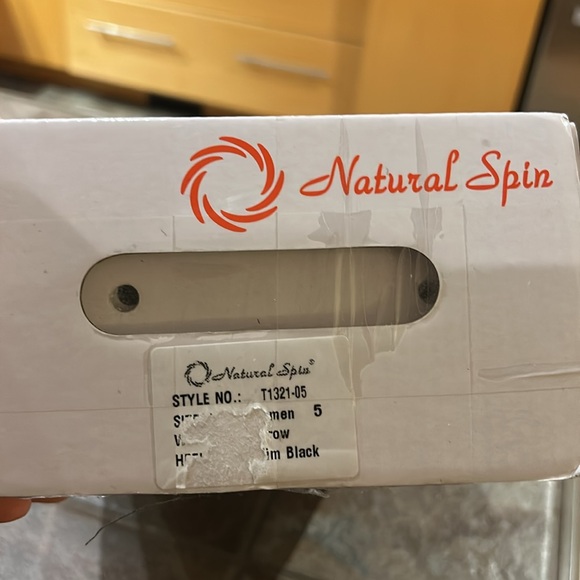 Natural Spin
Natural Spin®
STYLE NO.: T1321-05
men 5
row
im Black